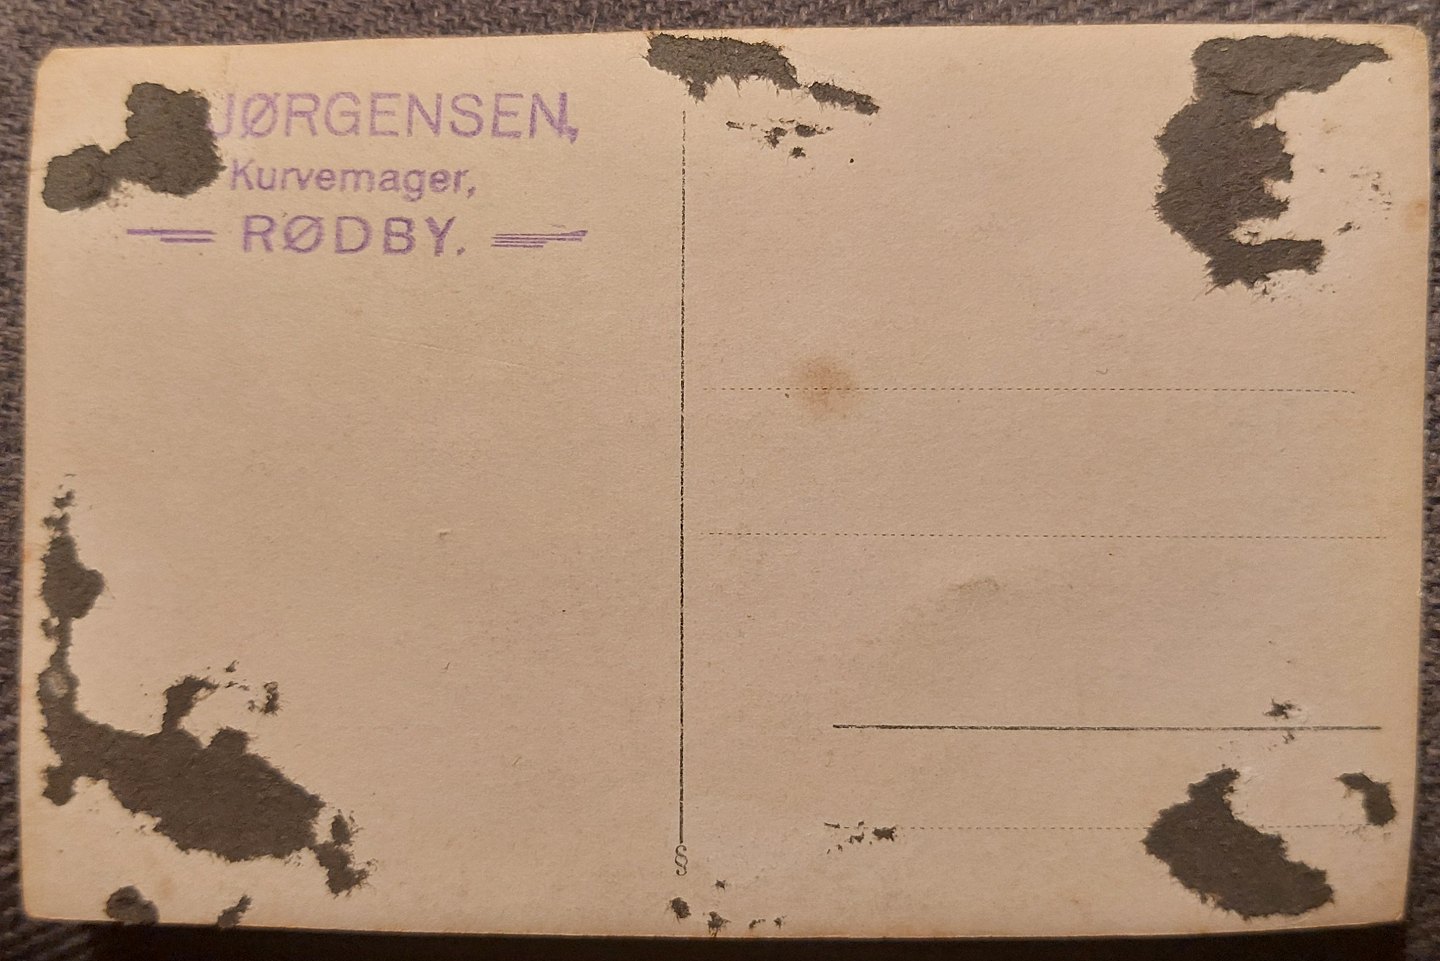 JØRGENSEN,
Kurvemager,
RØDBY.
§